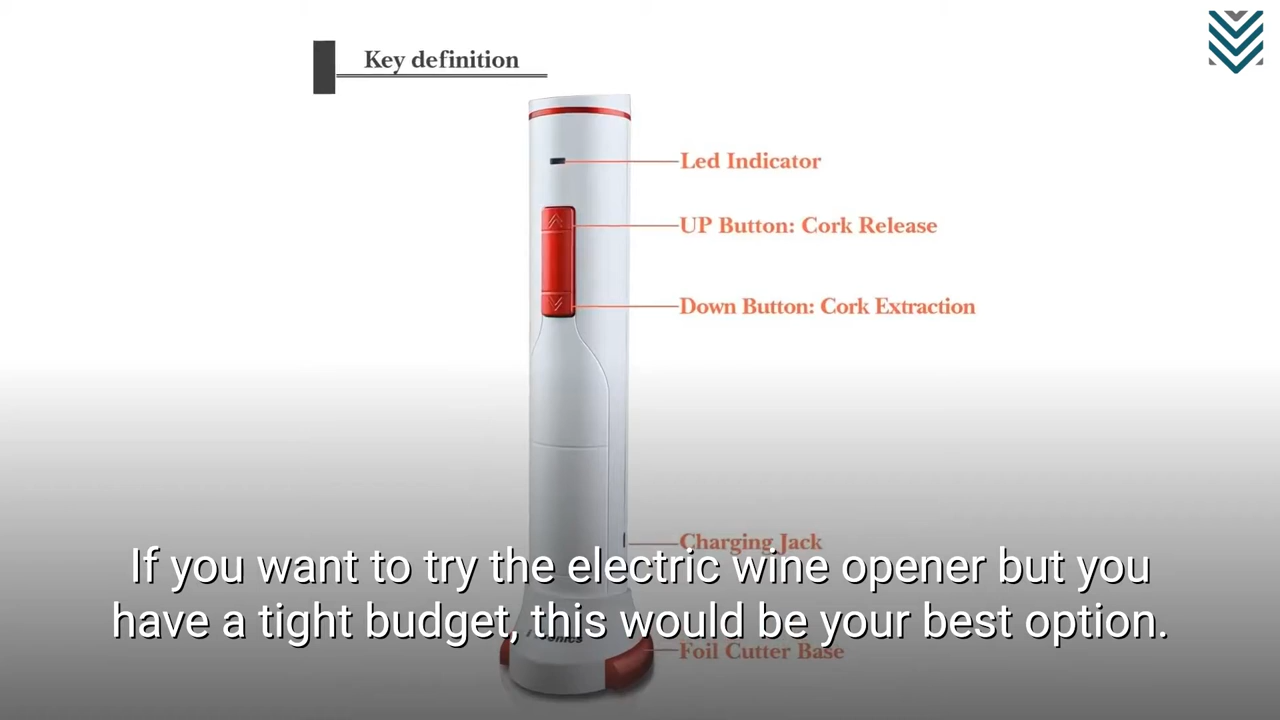 Key definition
Led Indicator
UP Button: Cork Release
Down Button: Cork Extraction
Charging Jack
If you want to try the electric wine opener but you
have a tight budget, this would be your best option.
Foil Cutter Base